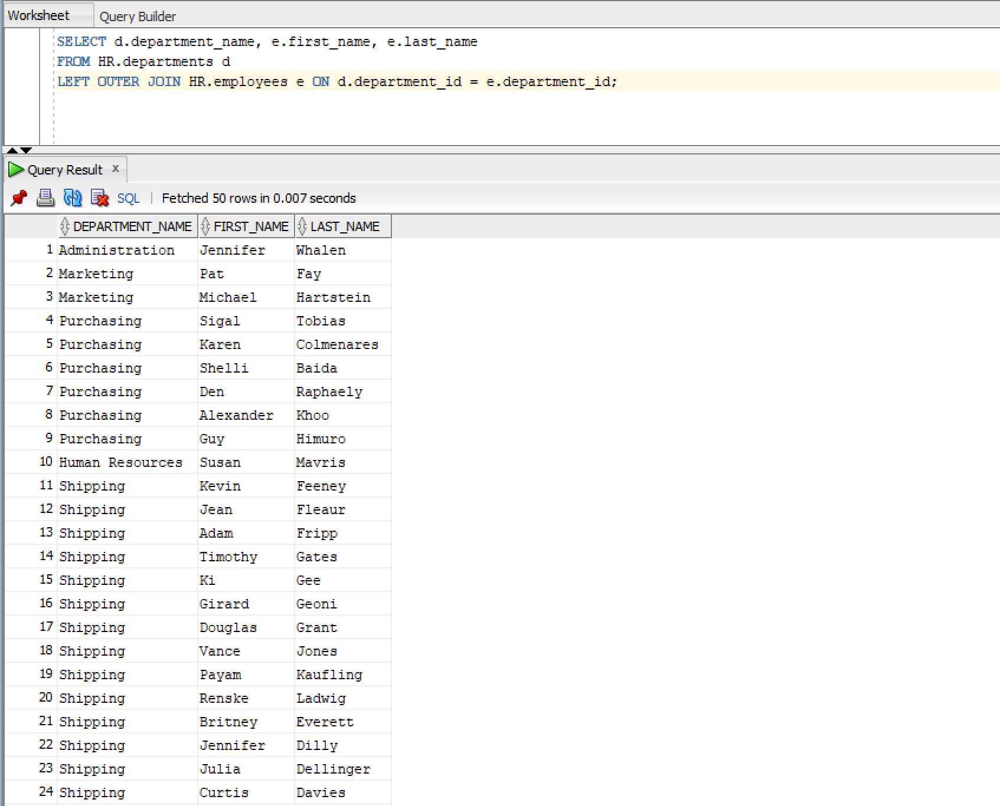 Worksheet Query Builder
SELECT d.department_name, e.first_name, e.last_name
FROM HR.departments d
LEFT OUTER JOIN HR.employees e ON d.department_id = e.department_id;
Query Result x
SQL | Fetched 50 rows in 0.007 seconds
DEPARTMENT_NAME FIRST_NAME LAST_NAME
1 Administration Jennifer Whalen
2 Marketing Pat Fay
3 Marketing Michael Hartstein
4 Purchasing Sigal Tobias
5 Purchasing Karen Colmenares
6 Purchasing Shelli Baida
7 Purchasing Den Raphaely
8 Purchasing Alexander Khoo
9 Purchasing Guy Himuro
10 Human Resources Susan Mavris
11 Shipping Kevin Feeney
12 Shipping Jean Fleaur
13 Shipping Adam Fripp
14 Shipping Timothy Gates
15 Shipping Ki Gee
16 Shipping Girard Geoni
17 Shipping Douglas Grant
18 Shipping Vance Jones
19 Shipping Payam Kaufling
20 Shipping Renske Ladwig
21 Shipping Britney Everett
22 Shipping Jennifer Dilly
23 Shipping Julia Dellinger
24 Shipping Curtis Davies